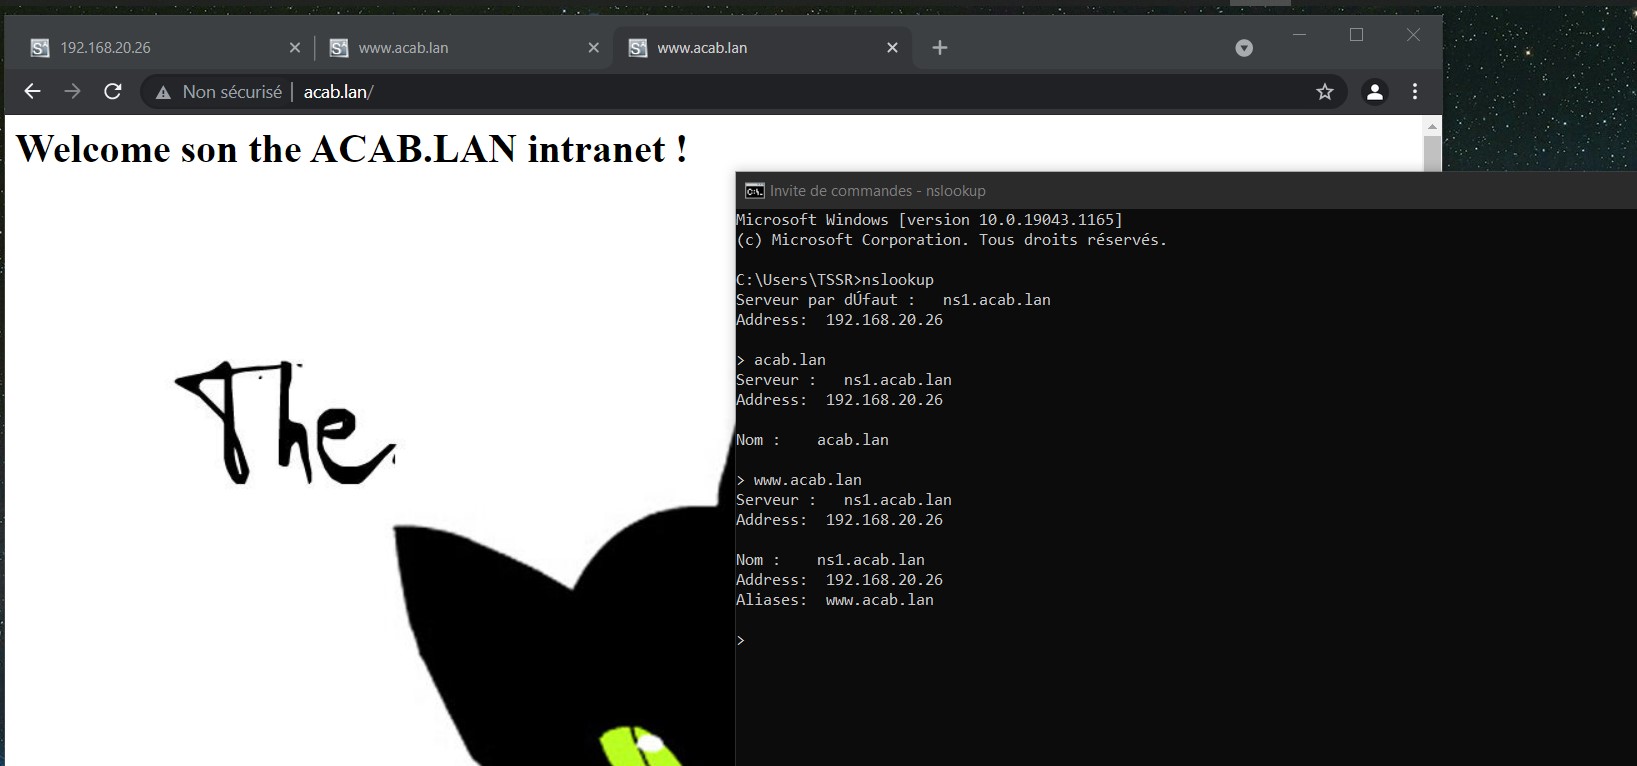 192.168.20.26
www.acab.lan
www.acab.lan
Non sécurisé | acab.lan/
Welcome son the ACAB.LAN intranet !
The
Invite de commandes - nslookup
Microsoft Windows [version 10.0.19043.1165]
(c) Microsoft Corporation. Tous droits réservés.
C:\Users\TSSR>nslookup
Serveur par dÚfaut :   ns1.acab.lan
Address:  192.168.20.26
> acab.lan
Serveur :   ns1.acab.lan
Address:  192.168.20.26
Nom :    acab.lan
> www.acab.lan
Serveur :   ns1.acab.lan
Address:  192.168.20.26
Nom :    ns1.acab.lan
Address:  192.168.20.26
Aliases:  www.acab.lan
>